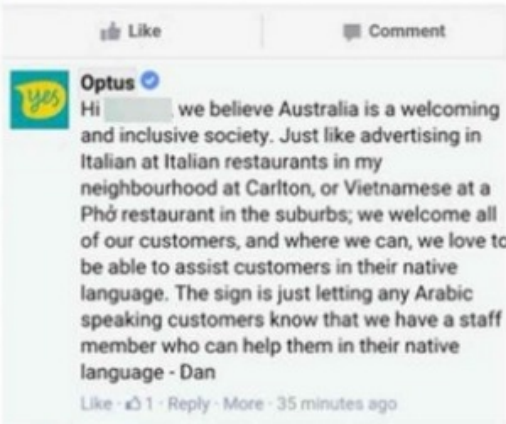 Like Comment
yes
Optus
Hi , we believe Australia is a welcoming
and inclusive society. Just like advertising in
Italian at Italian restaurants in my
neighbourhood at Carlton, or Vietnamese at a
Phở restaurant in the suburbs; we welcome all
of our customers, and where we can, we love to
be able to assist customers in their native
language. The sign is just letting any Arabic
speaking customers know that we have a staff
member who can help them in their native
language - Dan
Like · 1 · Reply · More · 35 minutes ago